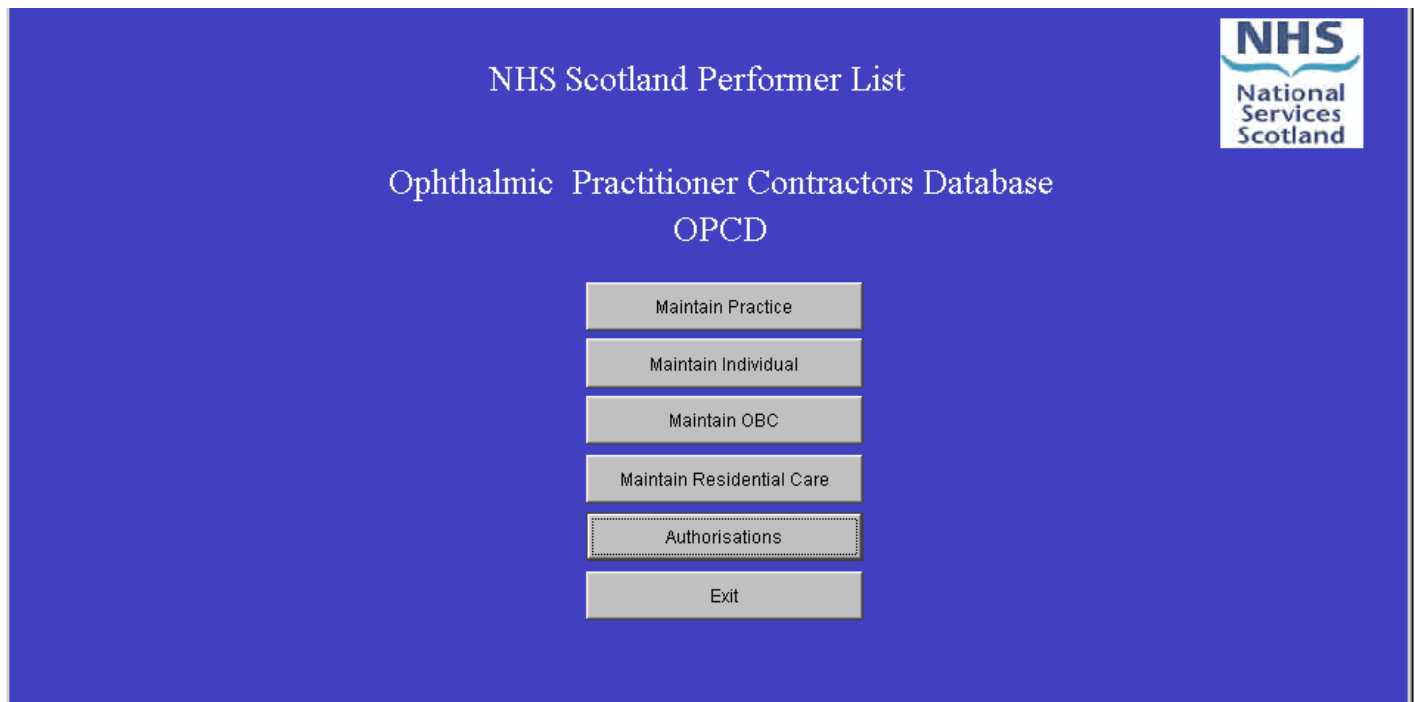 NHS Scotland Performer List
NHS
National
Services
Scotland
Ophthalmic Practitioner Contractors Database
OPCD
Maintain Practice
Maintain Individual
Maintain OBC
Maintain Residential Care
Authorisations
Exit